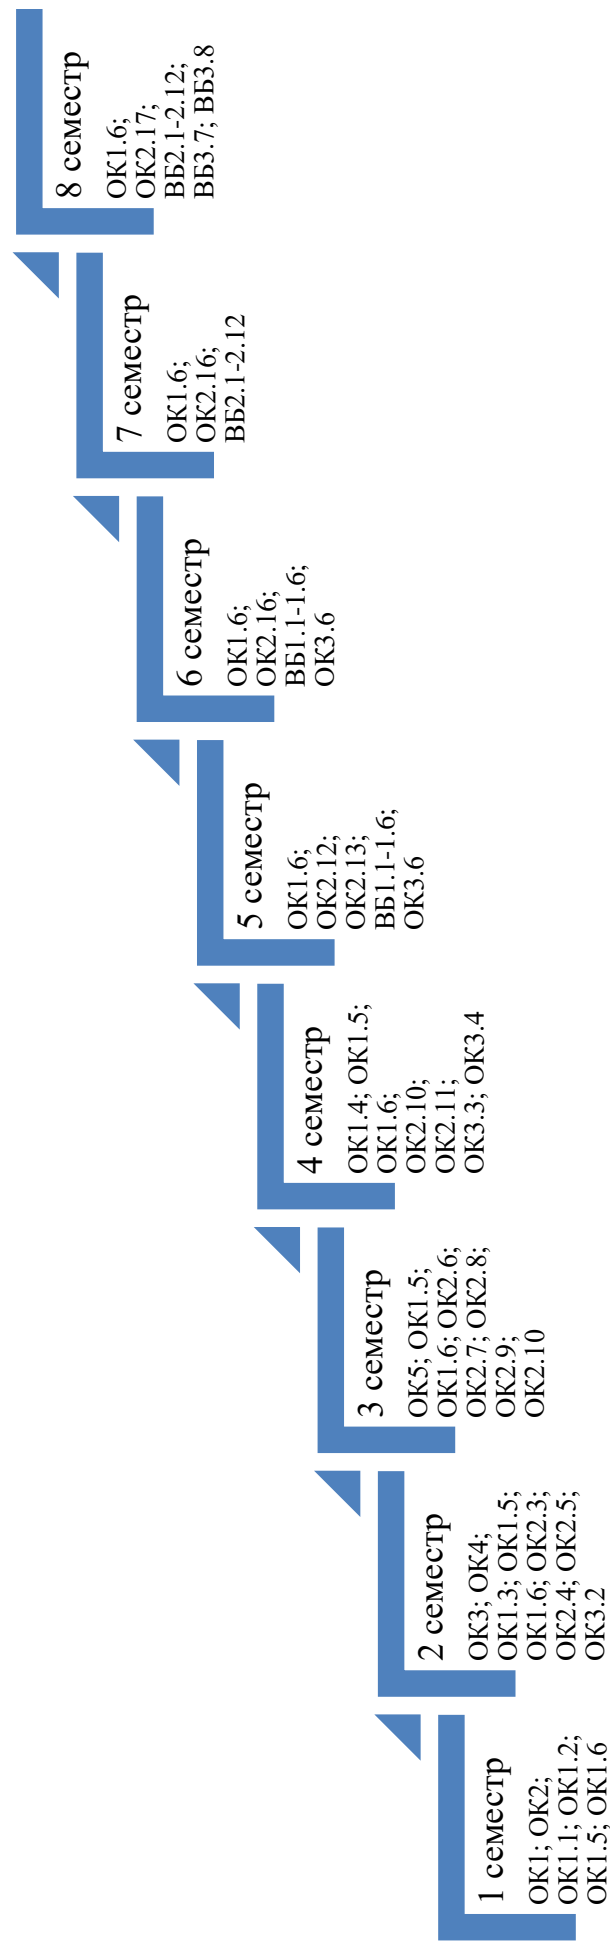 1 семестр
ОК1; ОК2;
ОК1.1; ОК1.2;
ОК1.5; ОК1.6
2 семестр
ОК3; ОК4;
ОК1.3; ОК1.5;
ОК1.6; ОК2.3;
ОК2.4; ОК2.5;
ОК3.2
3 семестр
ОК5; ОК1.5;
ОК1.6; ОК2.6;
ОК2.7; ОК2.8;
ОК2.9;
ОК2.10
4 семестр
ОК1.4; ОК1.5;
ОК1.6;
ОК2.10;
ОК2.11;
ОК3.3; ОК3.4
5 семестр
ОК1.6;
ОК2.12;
ОК2.13;
ВБ1.1-1.6;
ОК3.6
6 семестр
ОК1.6;
ОК2.16;
ВБ1.1-1.6;
ОК3.6
7 семестр
ОК1.6;
ОК2.16;
ВБ2.1-2.12
8 семестр
ОК1.6;
ОК2.17;
ВБ2.1-2.12;
ВБ3.7; ВБ3.8